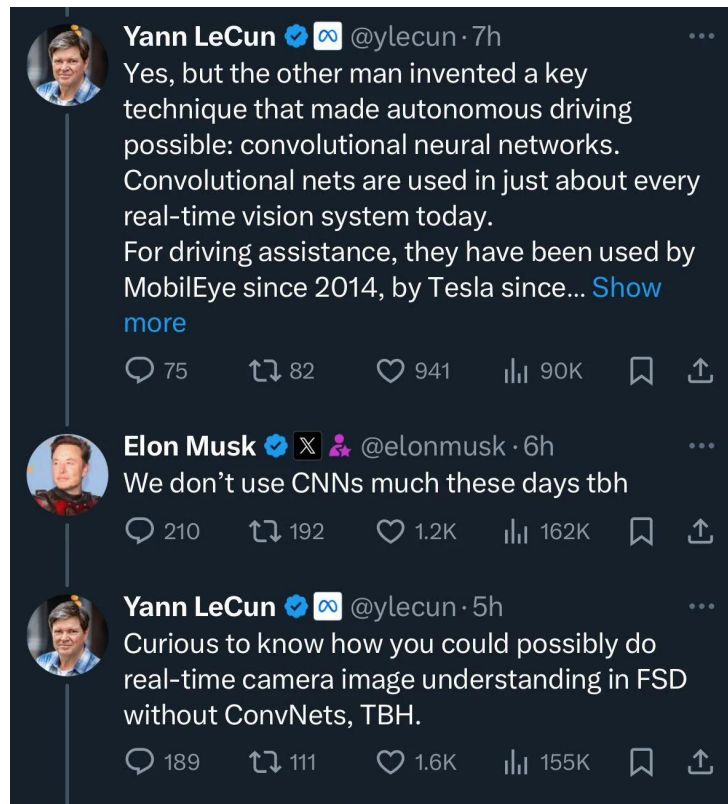 Yann LeCun @ylecun · 7h
Yes, but the other man invented a key
technique that made autonomous driving
possible: convolutional neural networks.
Convolutional nets are used in just about every
real-time vision system today.
For driving assistance, they have been used by
MobilEye since 2014, by Tesla since... Show
more
75 82 941 90K
Elon Musk X @elonmusk · 6h
We don’t use CNNs much these days tbh
210 192 1.2K 162K
Yann LeCun @ylecun · 5h
Curious to know how you could possibly do
real-time camera image understanding in FSD
without ConvNets, TBH.
189 111 1.6K 155K